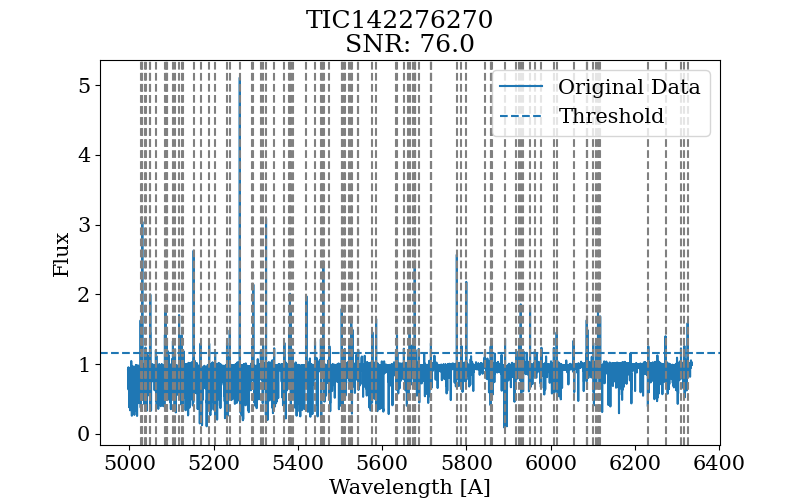 TIC142276270
SNR: 76.0
Original Data
Threshold
Flux
5
4
3
2
1
0
5000 5200 5400 5600 5800 6000 6200 6400
Wavelength [A]